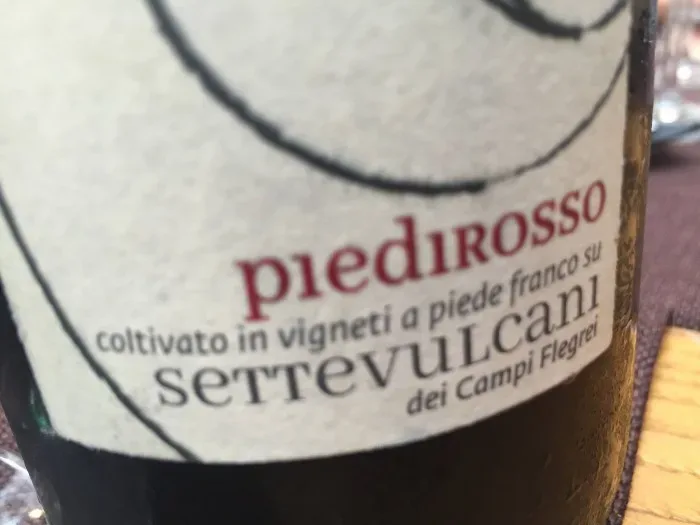 piedirosso
coltivato in vigneti a piede franco su
settevulcani
dei Campi Flegrei